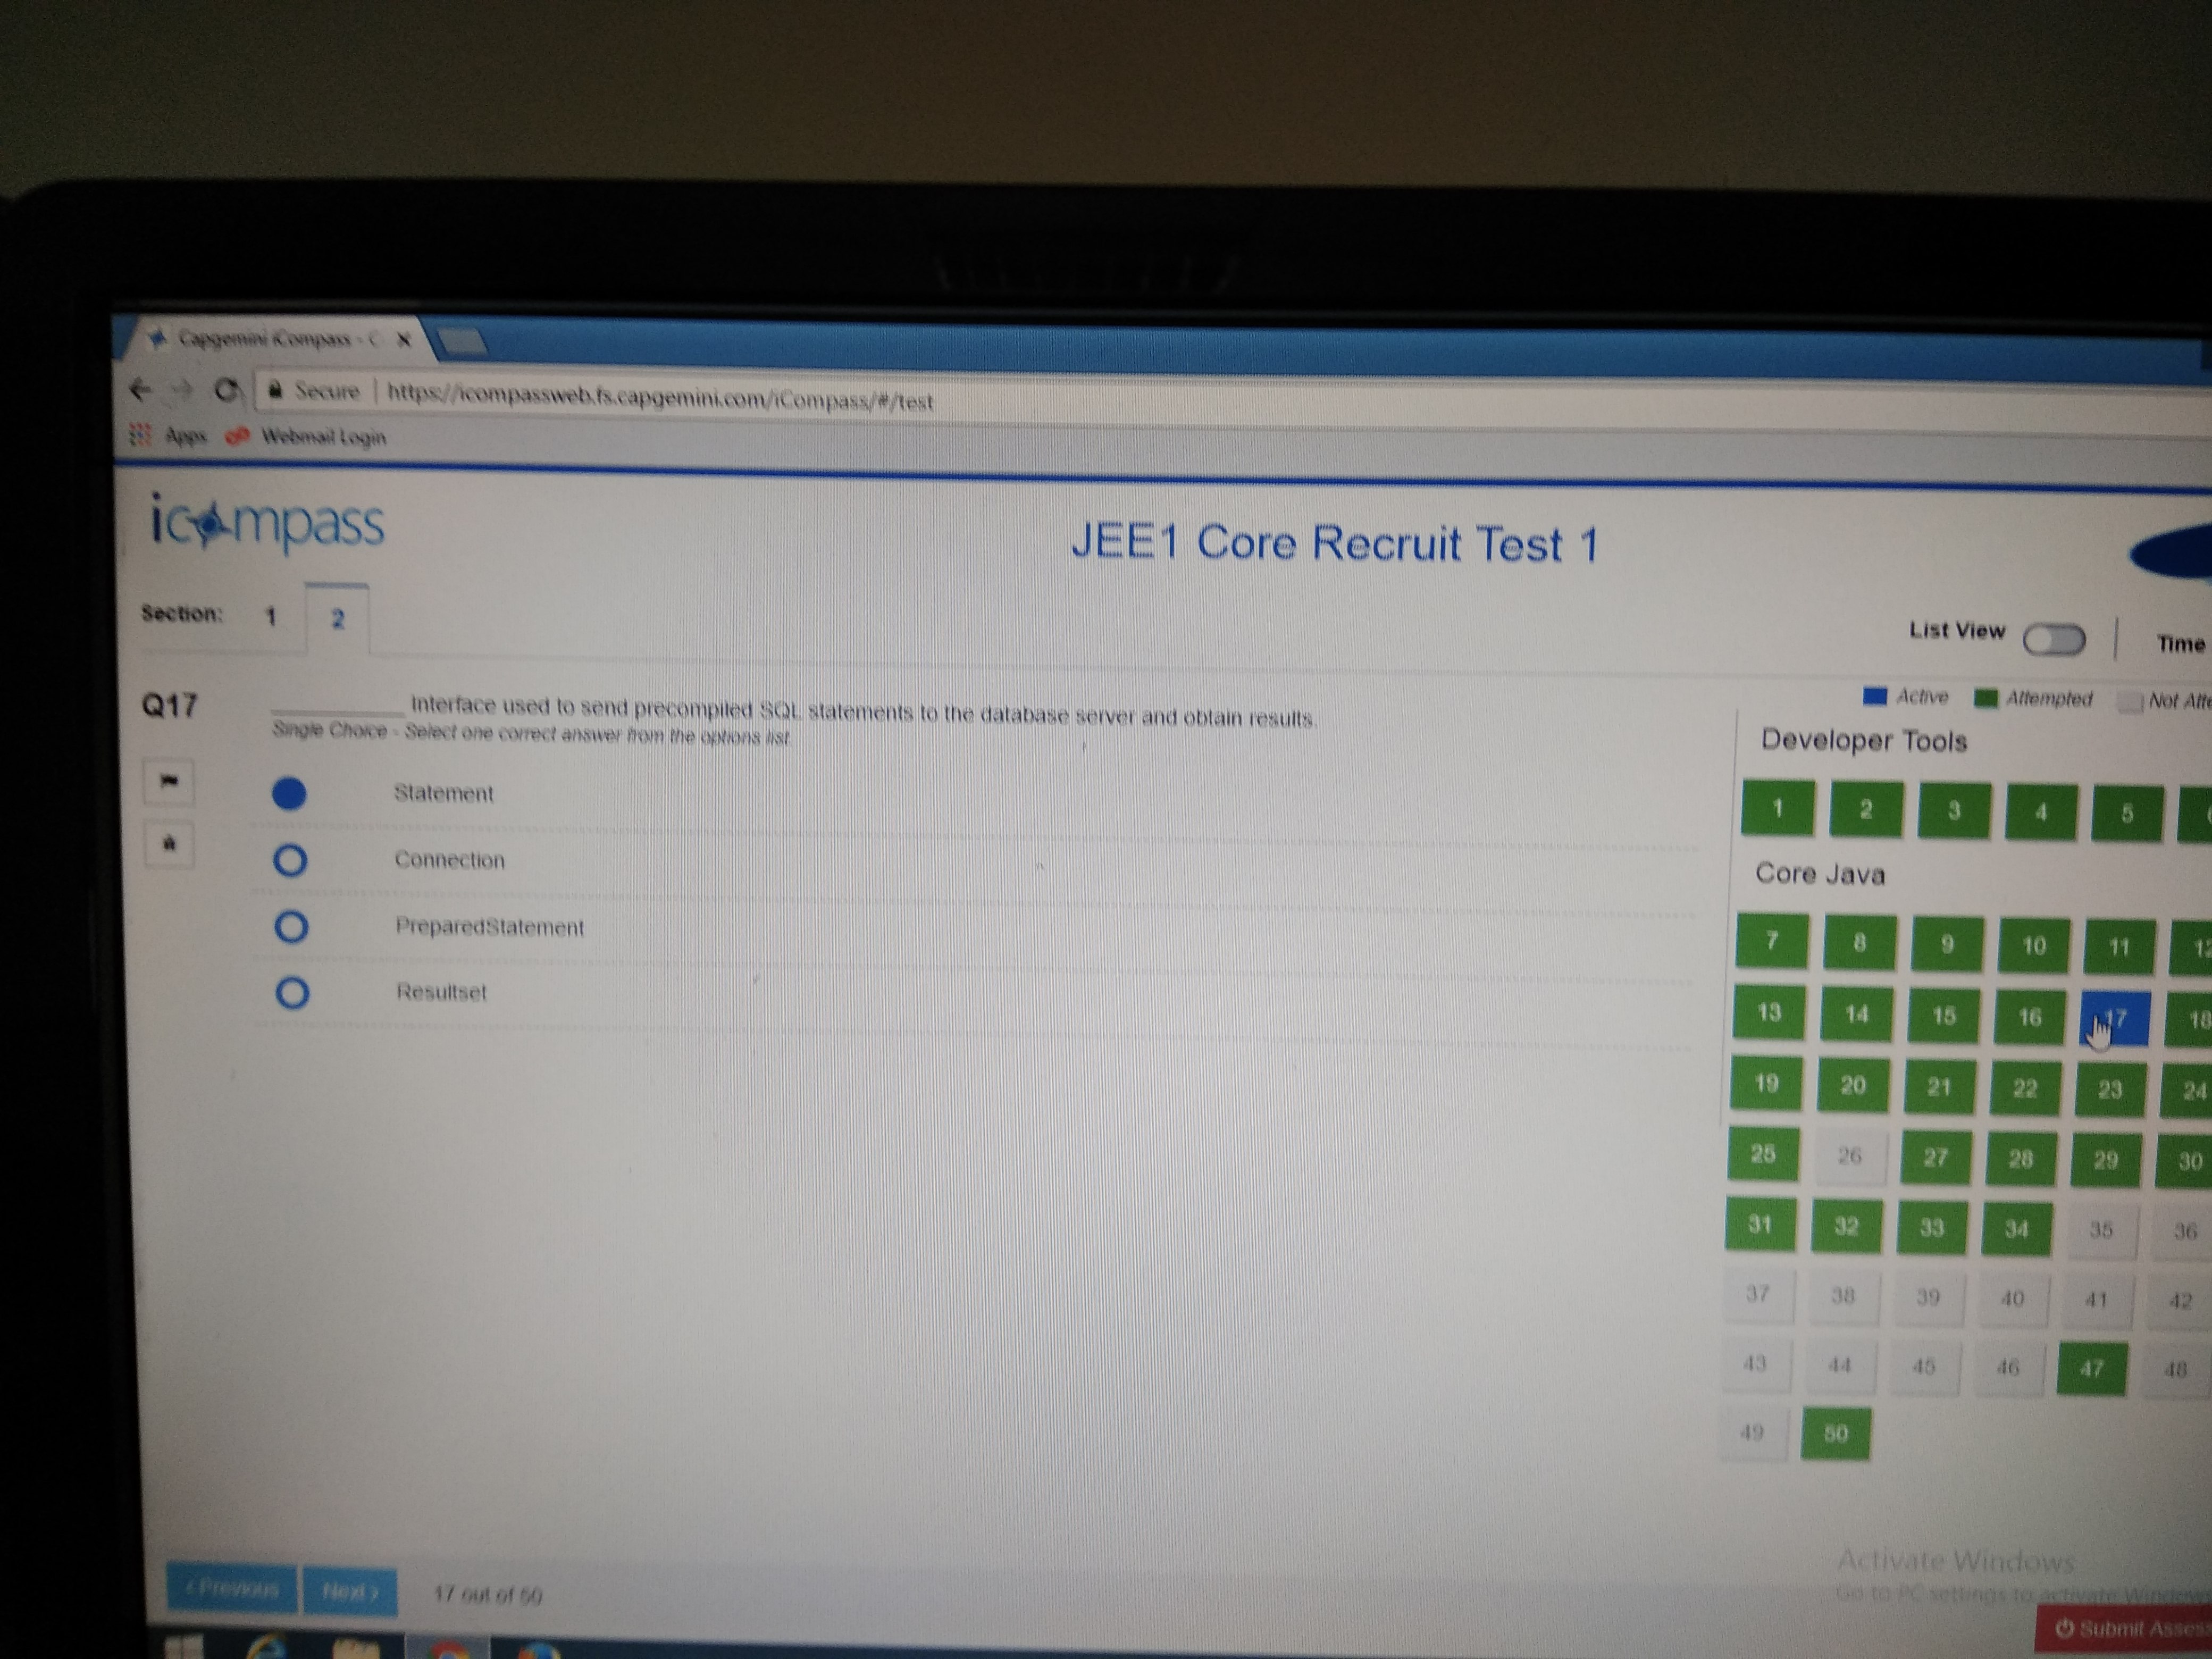 Capgemini iCompass - C
Secure | https://icompassweb.fs.capgemini.com/iCompass/#/test
Apps Webmail Login
icompass
JEE1 Core Recruit Test 1
Section: 1 2
List View
Time
Active Attempted Not Atte
Q17
__________ Interface used to send precompiled SQL statements to the database server and obtain results.
Single Choice - Select one correct answer from the options list.
Statement
Connection
PreparedStatement
Resultset
Developer Tools
1 2 3 4 5 6
Core Java
7 8 9 10 11 12
13 14 15 16 17 18
19 20 21 22 23 24
25 26 27 28 29 30
31 32 33 34 35 36
37 38 39 40 41 42
43 44 45 46 47 48
49 50
Previous Next
17 out of 50
Activate Windows
Go to PC settings to activate Windows
Submit Assess